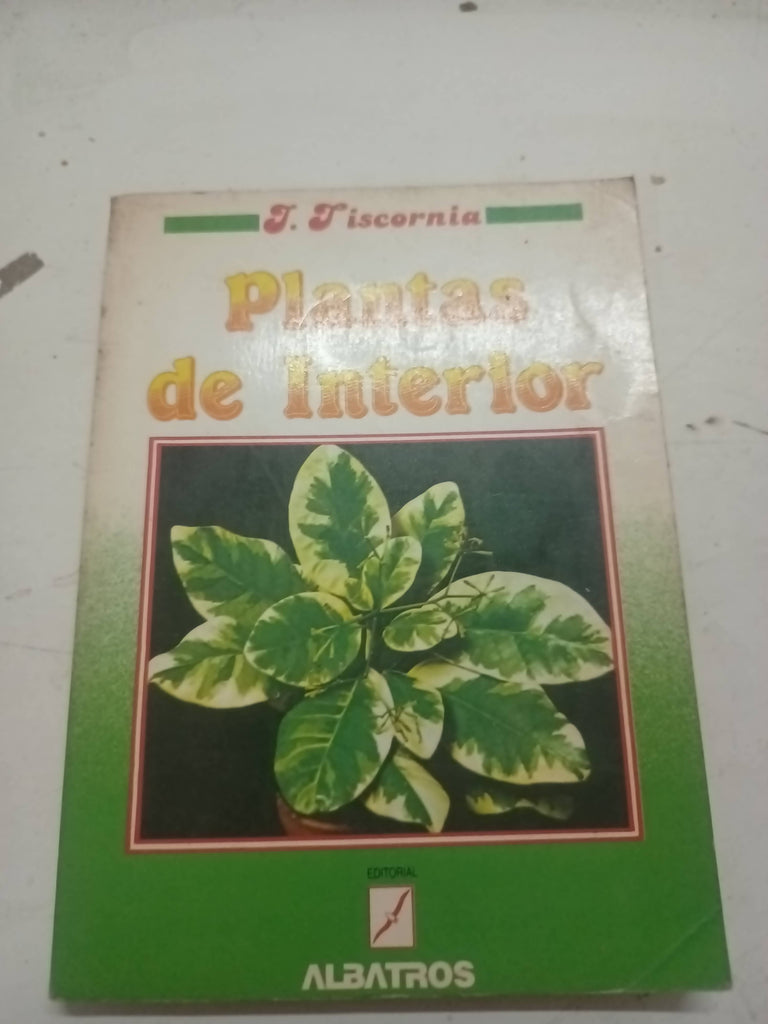 J. Tiscornia
Plantas
de Interior
EDITORIAL
ALBATROS